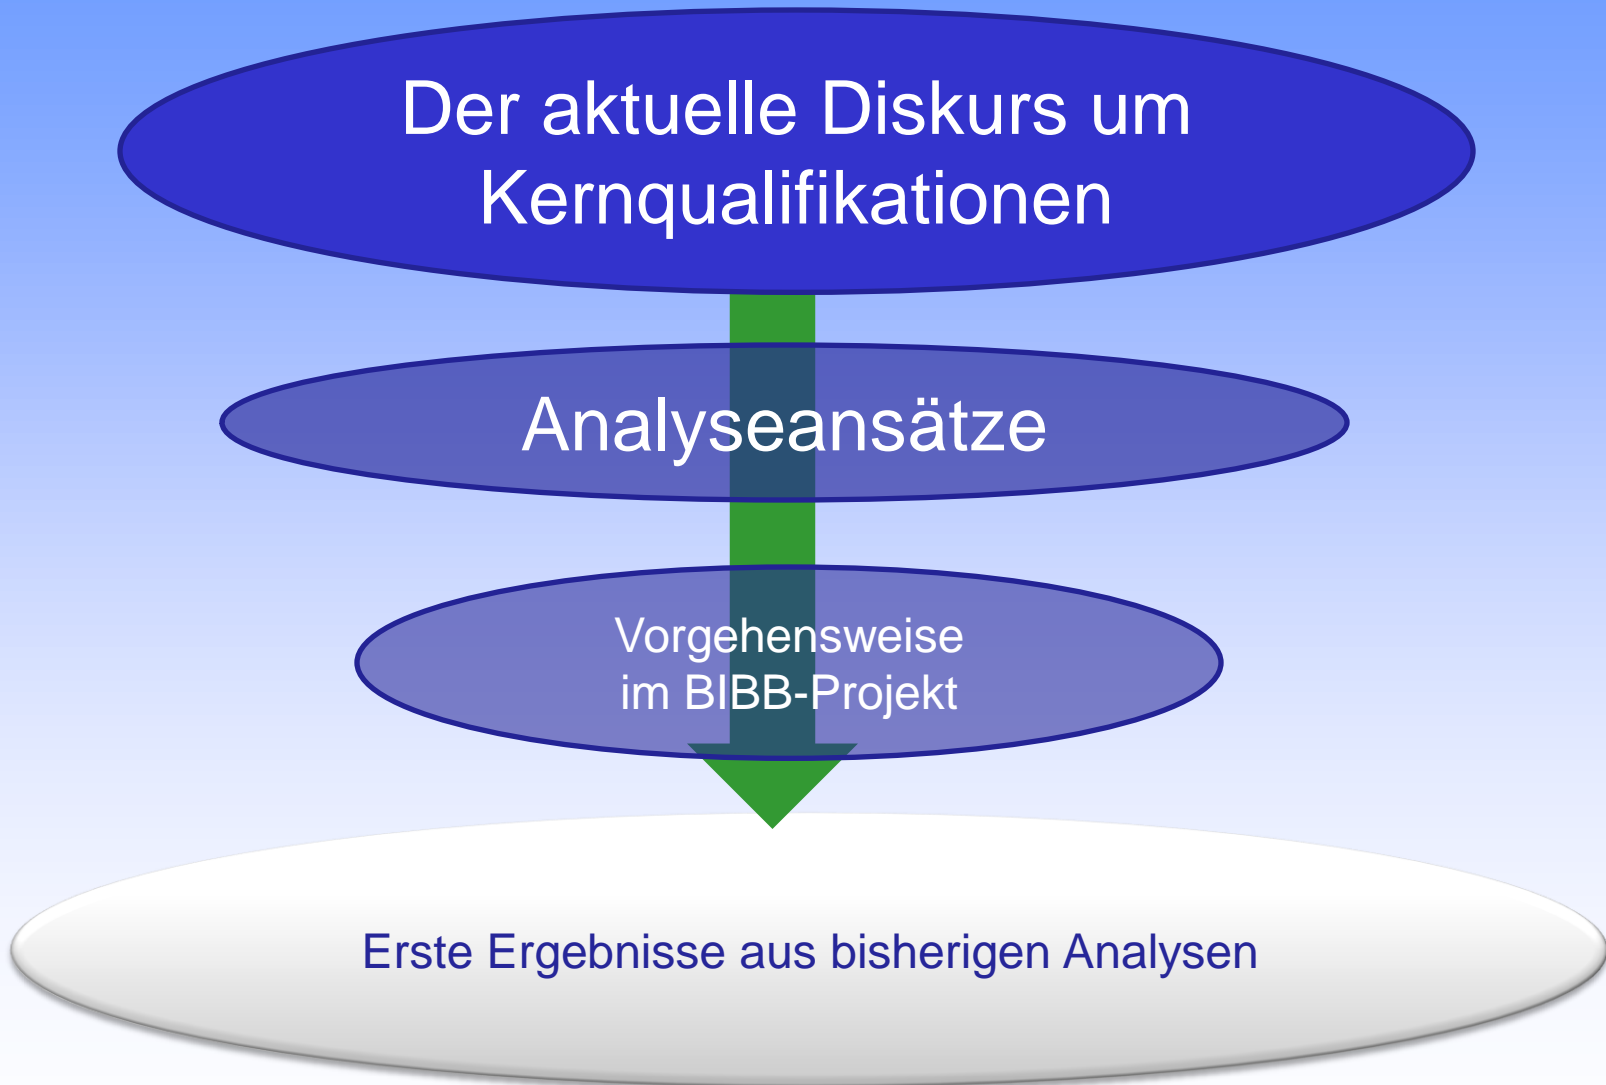 Der aktuelle Diskurs um
Kernqualifikationen
Analyseansätze
Vorgehensweise
im BIBB-Projekt
Erste Ergebnisse aus bisherigen Analysen